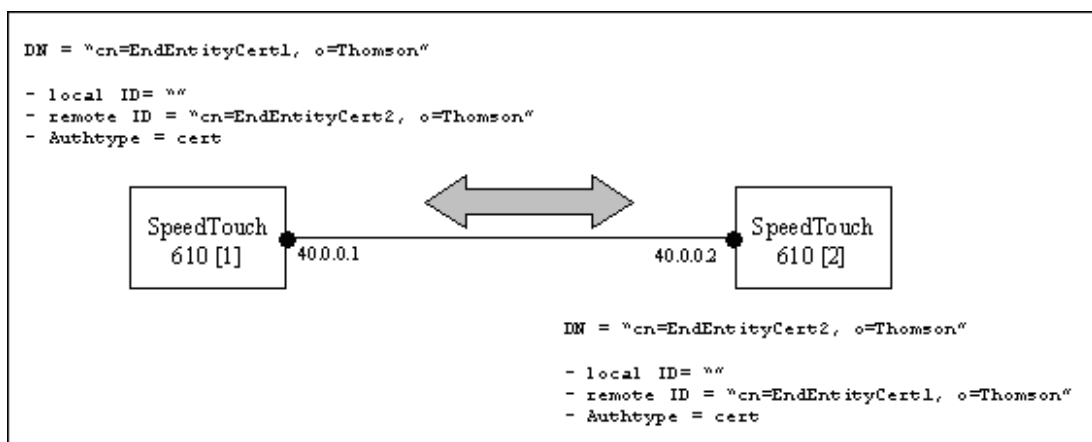 DN = “cn=EndEntityCert1, o=Thomson”
- local ID= “”
- remote ID = “cn=EndEntityCert2, o=Thomson”
- Authtype = cert
SpeedTouch
610 [1]
40.0.0.1
40.0.0.2
SpeedTouch
610 [2]
DN = “cn=EndEntityCert2, o=Thomson”
- local ID= “”
- remote ID = “cn=EndEntityCert1, o=Thomson”
- Authtype = cert